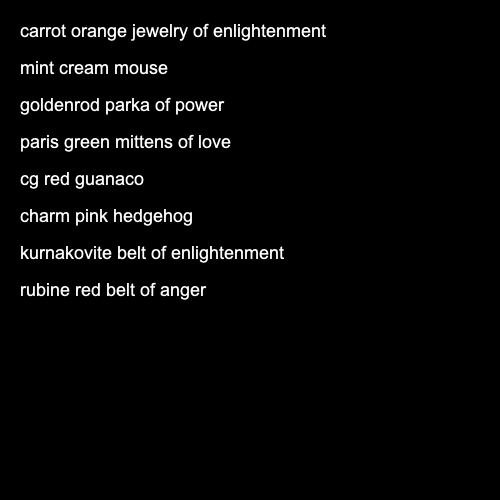 carrot orange jewelry of enlightenment
mint cream mouse
goldenrod parka of power
paris green mittens of love
cg red guanaco
charm pink hedgehog
kurnakovite belt of enlightenment
rubine red belt of anger